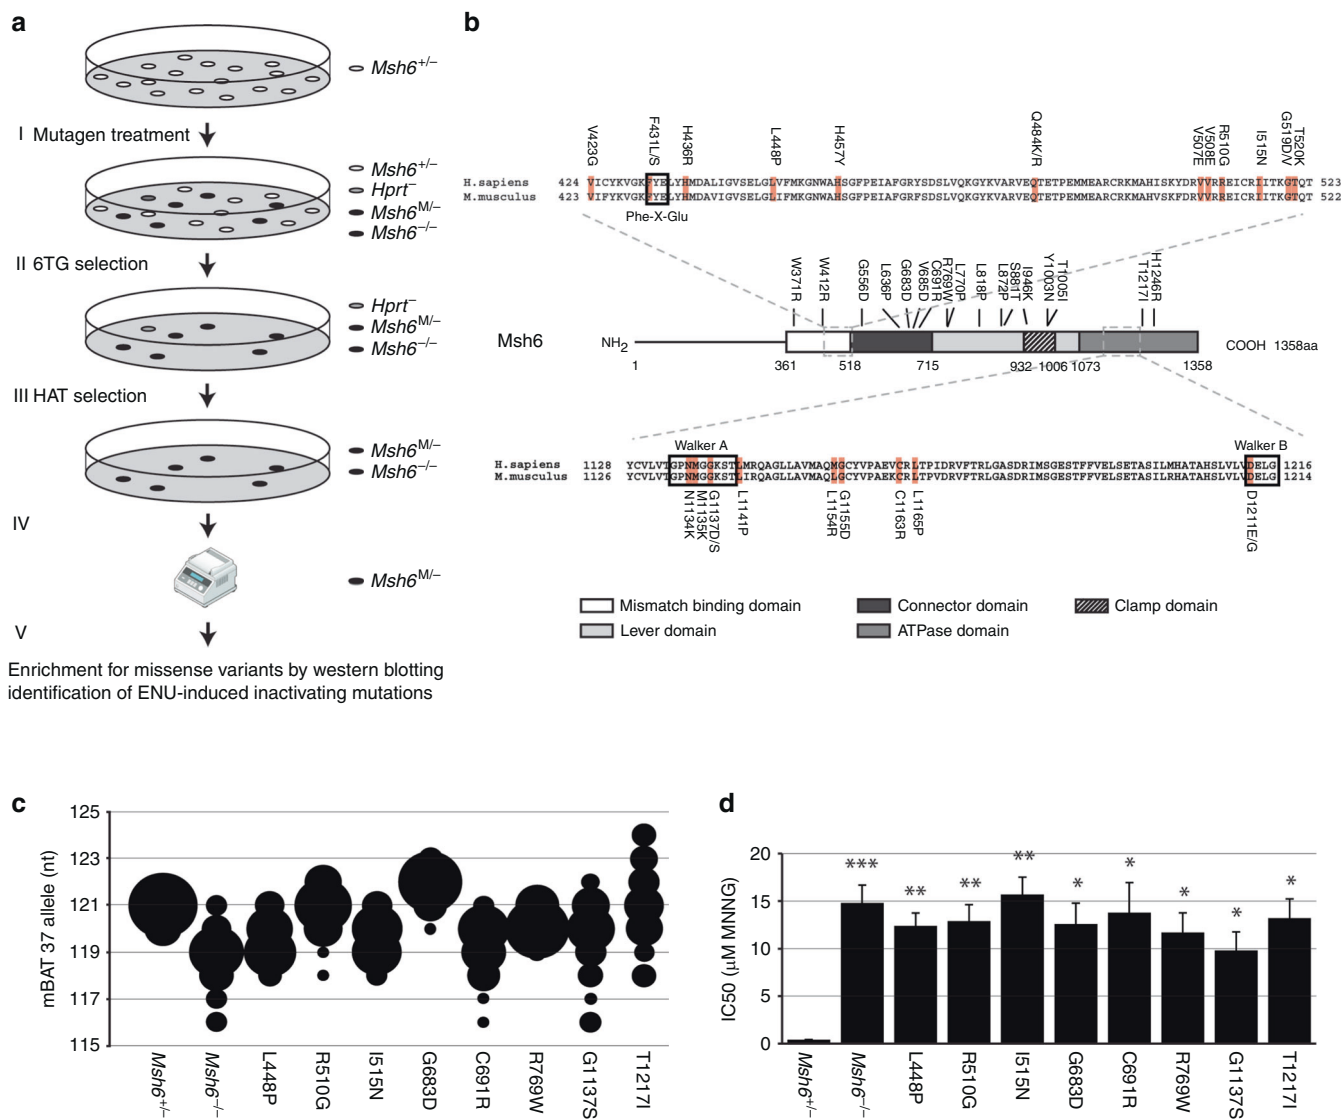 a
Msh6+/–
I Mutagen treatment
Msh6+/–
Hprt–
Msh6M/–
Msh6–/–
II 6TG selection
Hprt–
Msh6M/–
Msh6–/–
III HAT selection
Msh6M/–
Msh6–/–
IV
Msh6M/–
V
Enrichment for missense variants by western blotting
identification of ENU-induced inactivating mutations
b
V423G F431L/S H436R L448P H457Y Q484K/R V507E V508E R510G I515N G519D/V T520K
H.sapiens 424 VICYKVGKFYELYHMDALIGVSELGLVFMKGNWAHSGFPEIAFGRYSDSLVQKGYKVARVEQTETPEMMEARCRKMAHISKYDRVVRREICRIITKGTQT 523
M.musculus 423 VICYKVGKFYELYHMDAVIGVSELGLIFMKGNWAHSGFPEIAFGRFSDSLVQKGYKVARVEQTETPEMMEARCRKMAHVSKFDRVVRREICRIITKGTQT 522
Phe-X-Glu
W371R W412R G556D L636P G683D V685D C691R R769W L770P L818P L872P S881T I946K Y1003N T1005I T1217I H1246R
Msh6 NH2 COOH 1358aa
1 361 518 715 932 1006 1073 1358
Walker A Walker B
H.sapiens 1128 YCVLVTGPNMGGKSTLMRQAGLLAVMAQMGCYVPAEVCRLTPIDRVFTRLGASDRIMSGESTFFVELSETASILMHATAHSLVLVDELG 1216
M.musculus 1126 YCVLVTGPNMGGKSTLIRQAGLLAVMAQLGCYVPAEKCRLTPIDRVFTRLGASDRIMSGESTFFVELSETASILRHATAHSLVLVDELG 1214
N1134K M1135K G1137D/S L1141P L1154R G1155D C1163R L1165P D1211E/G
Mismatch binding domain Connector domain Clamp domain
Lever domain ATPase domain
c
mBAT 37 allele (nt)
125
123
121
119
117
115
Msh6+/– Msh6–/– L448P R510G I515N G683D C691R R769W G1137S T1217I
d
IC50 (µM MNNG)
20
15
10
5
0
*** ** ** ** * * * * *
Msh6+/– Msh6–/– L448P R510G I515N G683D C691R R769W G1137S T1217I